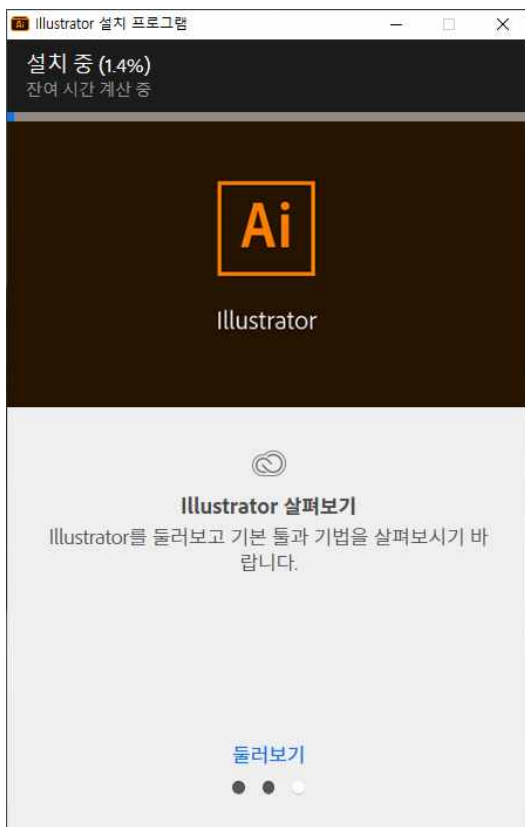 Illustrator 설치 프로그램
설치 중 (1.4%)
잔여 시간 계산 중
Ai
Illustrator
Illustrator 살펴보기
Illustrator를 둘러보고 기본 툴과 기법을 살펴보시기 바
랍니다.
둘러보기